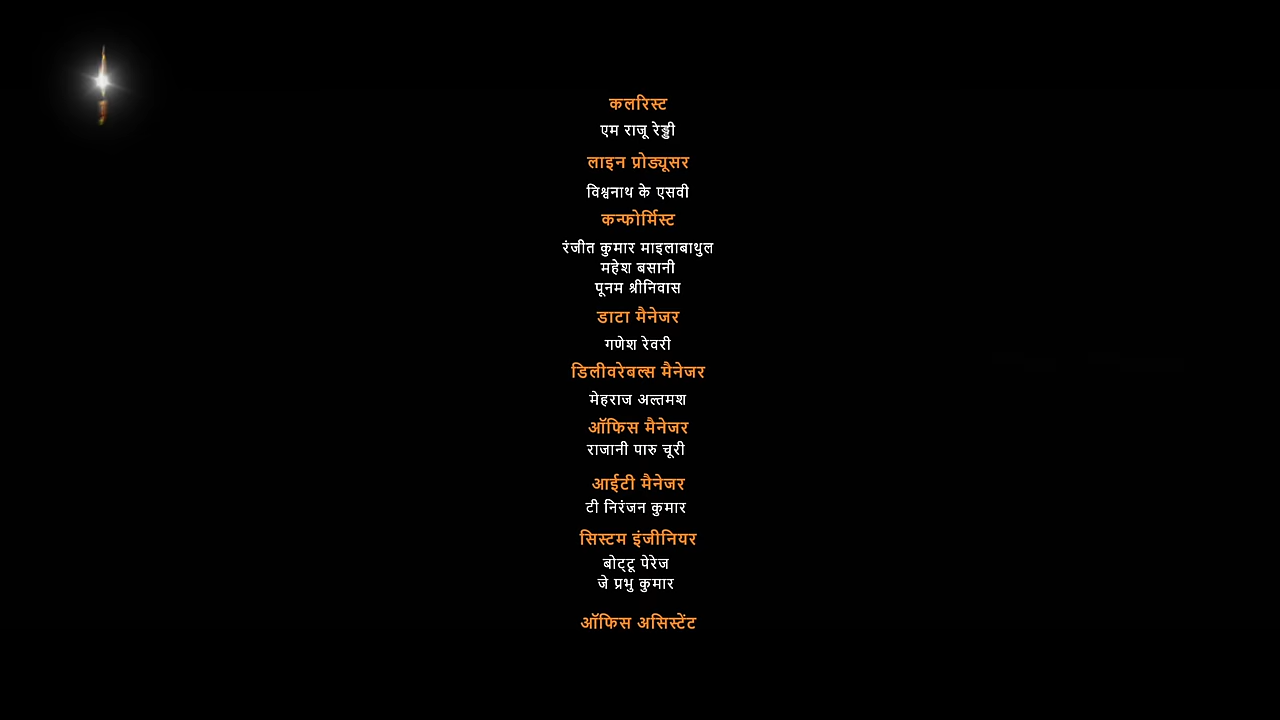 कलरिस्ट
एम राजू रेड्डी
लाइन प्रोड्यूसर
विश्वनाथ के एसवी
कन्फोर्मिस्ट
रंजीत कुमार माइलाबाथुल
महेश बसानी
पूनम श्रीनिवास
डाटा मैनेजर
गणेश रेवरी
डिलीवरेबल्स मैनेजर
मेहराज अल्तमश
ऑफिस मैनेजर
राजानी पारु चूरी
आईटी मैनेजर
टी निरंजन कुमार
सिस्टम इंजीनियर
बोट्टू पेरेज
जे प्रभु कुमार
ऑफिस असिस्टेंट